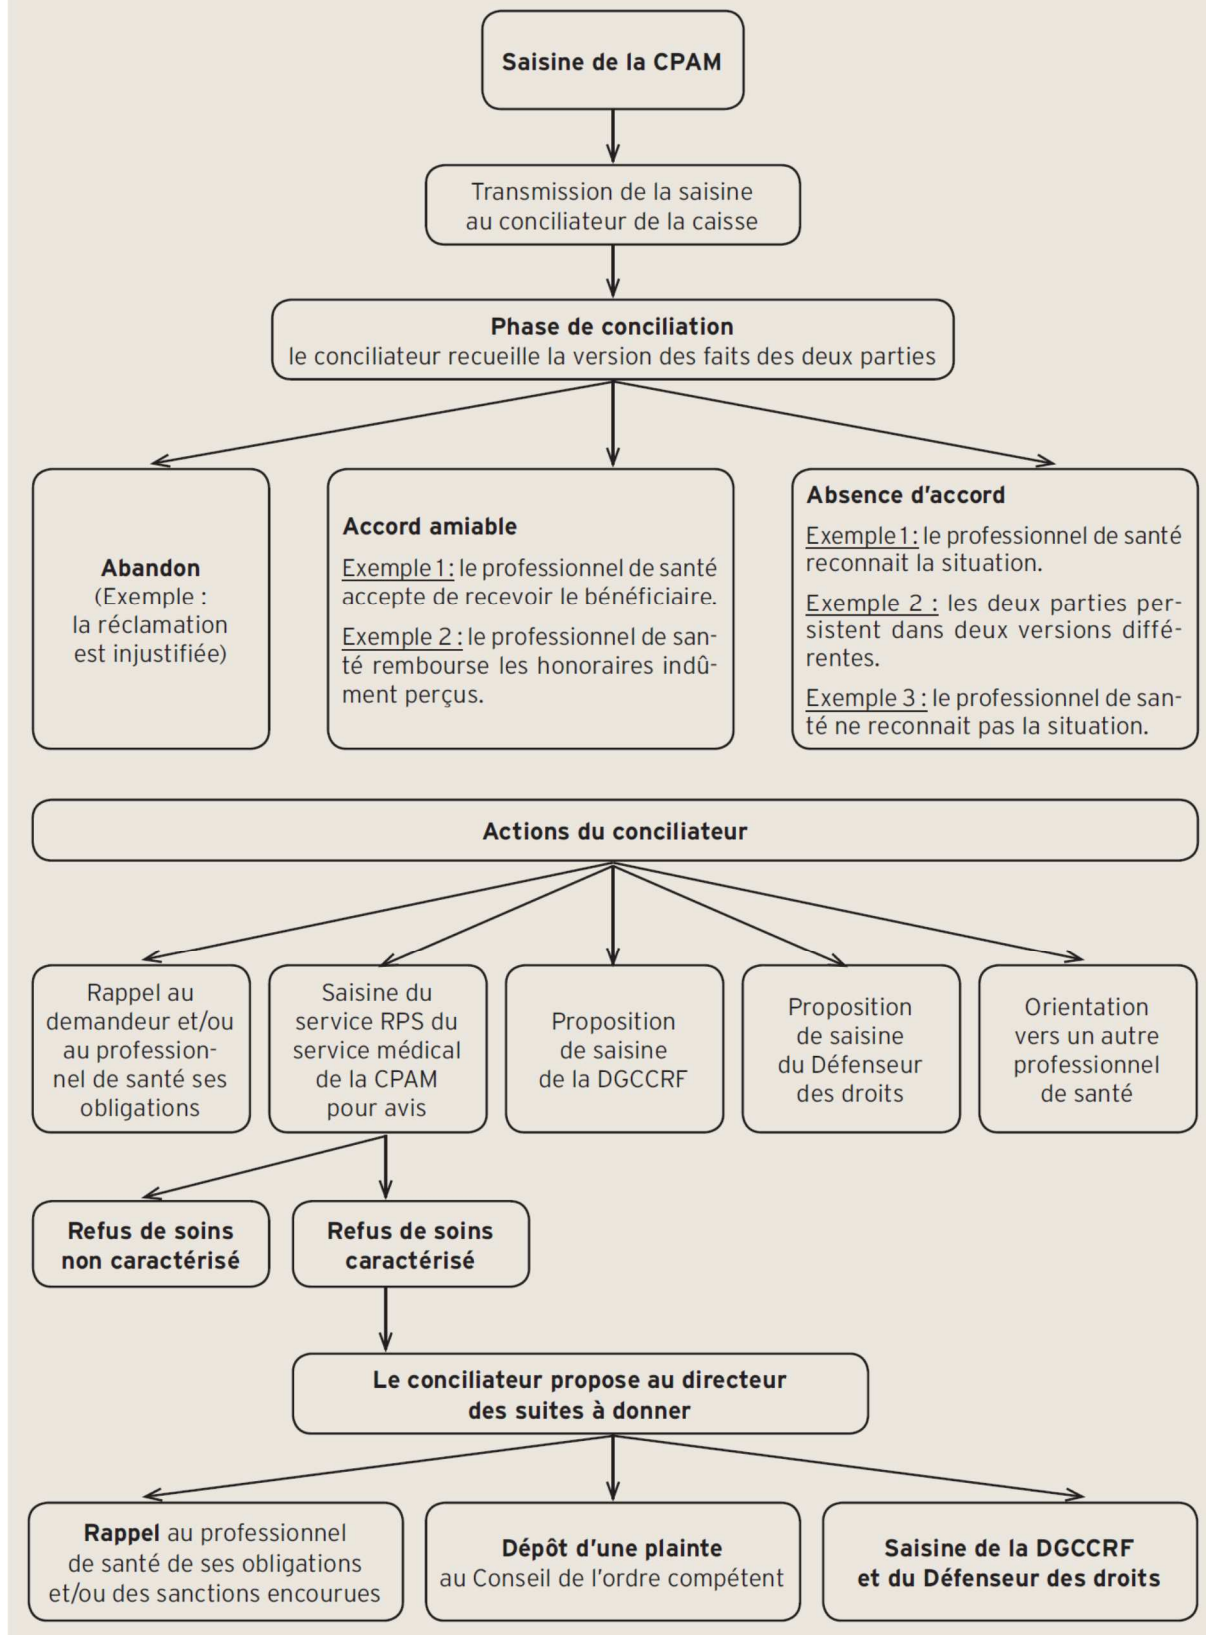 Saisine de la CPAM
Transmission de la saisine
au conciliateur de la caisse
Phase de conciliation
le conciliateur recueille la version des faits des deux parties
Abandon
(Exemple :
la réclamation
est injustifiée)
Accord amiable
Exemple 1 : le professionnel de santé
accepte de recevoir le bénéficiaire.
Exemple 2 : le professionnel de san-
té rembourse les honoraires indû-
ment perçus.
Absence d'accord
Exemple 1 : le professionnel de santé
reconnait la situation.
Exemple 2 : les deux parties per-
sistent dans deux versions diffé-
rentes.
Exemple 3 : le professionnel de san-
té ne reconnait pas la situation.
Actions du conciliateur
Rappel au
demandeur et/ou
au profession-
nel de santé ses
obligations
Saisine du
service RPS du
service médical
de la CPAM
pour avis
Proposition
de saisine
de la DGCCRF
Proposition
de saisine
du Défenseur
des droits
Orientation
vers un autre
professionnel
de santé
Refus de soins
non caractérisé
Refus de soins
caractérisé
Le conciliateur propose au directeur
des suites à donner
Rappel au professionnel
de santé de ses obligations
et/ou des sanctions encourues
Dépôt d'une plainte
au Conseil de l'ordre compétent
Saisine de la DGCCRF
et du Défenseur des droits